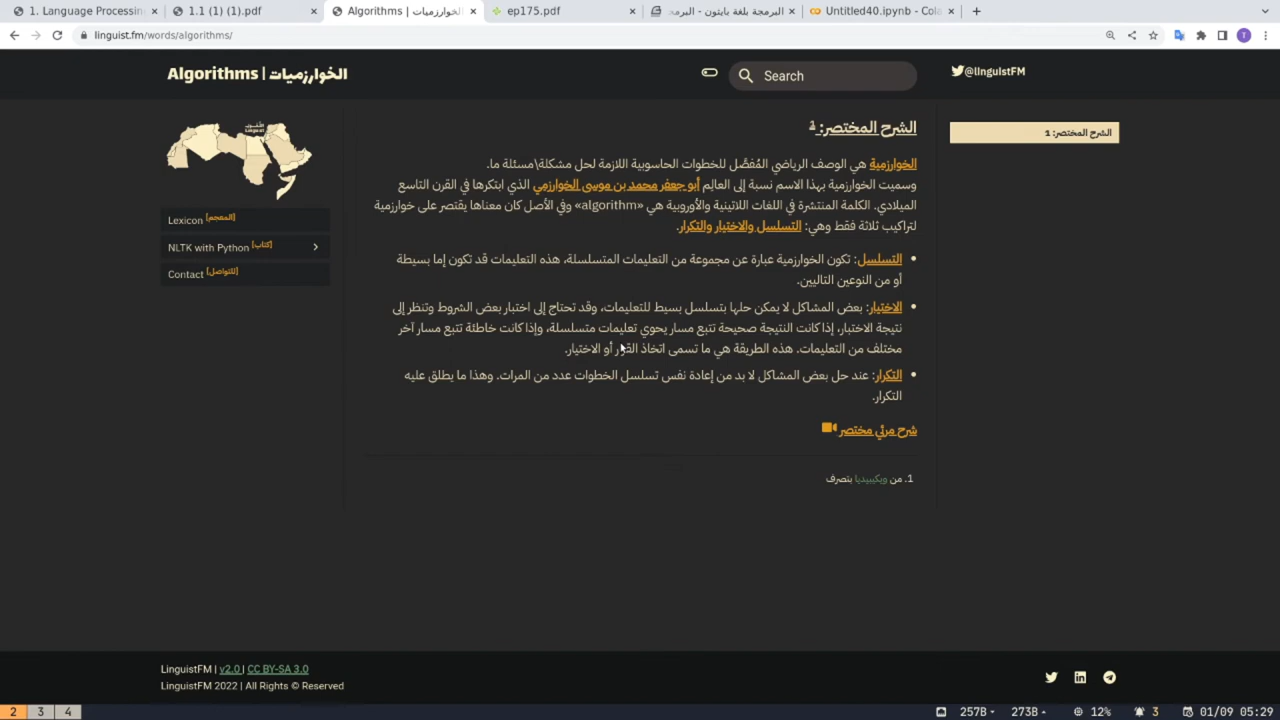 1. Language Processin
1.1 (1) (1).pdf
Algorithms | الخوارزميات
ep175.pdf
البرمجة بلغة بايثون - البرمج
Untitled40.ipynb - Cola
linguist.fm/words/algorithms/
Algorithms | الخوارزميات
Search
@linguistFM
Lexicon [المعجم]
NLTK with Python [كتاب]
Contact [للتواصل]
الشرح المختصر: 1
الشرح المختصر: 1
الخوارزمية هي الوصف الرياضي المُفصَّل للخطوات الحاسوبية اللازمة لحل مشكلة\مسئلة ما.
وسميت الخوارزمية بهذا الاسم نسبة إلى العالِم أبو جعفر محمد بن موسى الخوارزمي الذي ابتكرها في القرن التاسع
الميلادي. الكلمة المنتشرة في اللغات اللاتينية والأوروبية هي «algorithm» وفي الأصل كان معناها يقتصر على خوارزمية
لتراكيب ثلاثة فقط وهي: التسلسل والاختيار والتكرار.
• التسلسل: تكون الخوارزمية عبارة عن مجموعة من التعليمات المتسلسلة، هذه التعليمات قد تكون إما بسيطة
أو من النوعين التاليين.
• الاختيار: بعض المشاكل لا يمكن حلها بتسلسل بسيط للتعليمات، وقد تحتاج إلى اختبار بعض الشروط وتنظر إلى
نتيجة الاختبار، إذا كانت النتيجة صحيحة تتبع مسار يحوي تعليمات متسلسلة، وإذا كانت خاطئة تتبع مسار آخر
مختلف من التعليمات. هذه الطريقة هي ما تسمى اتخاذ القرار أو الاختيار.
• التكرار: عند حل بعض المشاكل لا بد من إعادة نفس تسلسل الخطوات عدد من المرات. وهذا ما يطلق عليه
التكرار.
شرح مرئي مختصر
1. من ويكيبيديا بتصرف
LinguistFM | v2.0 | CC BY-SA 3.0
LinguistFM 2022 | All Rights © Reserved
2 3 4
257B 273B 12% 3 01/09 05:29